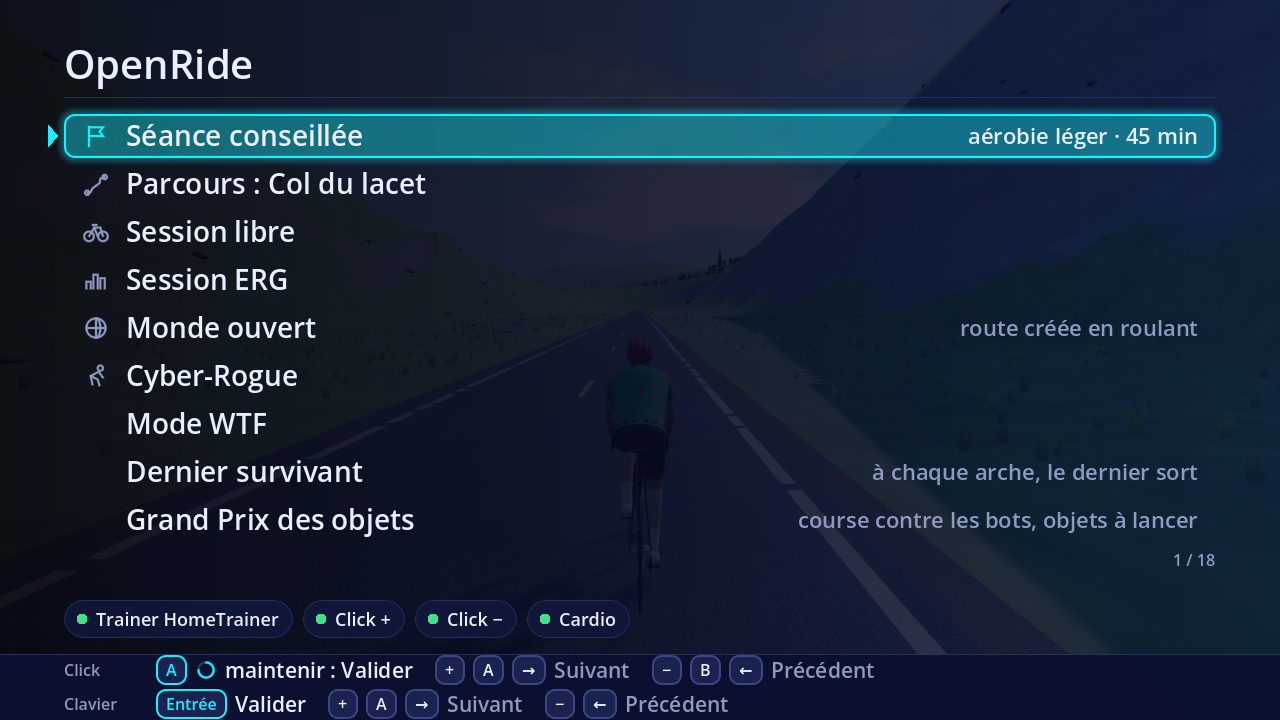 OpenRide
Séance conseillée aérobie léger · 45 min
Parcours : Col du lacet
Session libre
Session ERG
Monde ouvert route créée en roulant
Cyber-Rogue
Mode WTF
Dernier survivant à chaque arche, le dernier sort
Grand Prix des objets course contre les bots, objets à lancer
1 / 18
Trainer HomeTrainer Click + Click − Cardio
Click A maintenir : Valider + A → Suivant − B ← Précédent
Clavier Entrée Valider + A → Suivant − ← Précédent